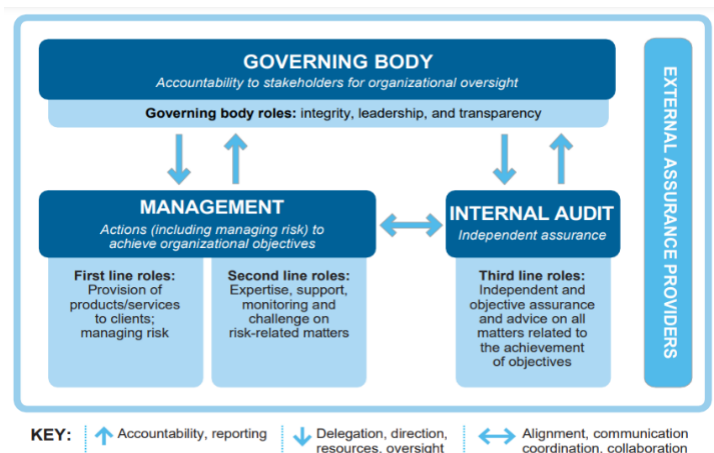 GOVERNING BODY
Accountability to stakeholders for organizational oversight
Governing body roles: integrity, leadership, and transparency
MANAGEMENT
Actions (including managing risk) to
achieve organizational objectives
First line roles:
Provision of
products/services
to clients;
managing risk
Second line roles:
Expertise, support,
monitoring and
challenge on
risk-related matters
INTERNAL AUDIT
Independent assurance
Third line roles:
Independent and
objective assurance
and advice on all
matters related to
the achievement
of objectives
EXTERNAL ASSURANCE PROVIDERS
KEY:
Accountability, reporting
Delegation, direction,
resources, oversight
Alignment, communication
coordination, collaboration